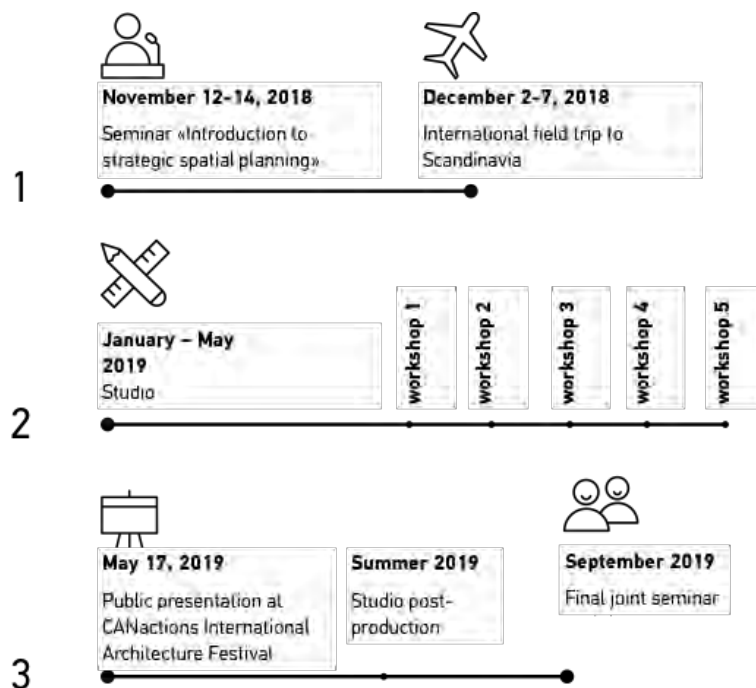 November 12-14, 2018
Seminar «Introduction to
strategic spatial planning»
December 2-7, 2018
International field trip to
Scandinavia
1
January – May
2019
Studio
workshop 1
workshop 2
workshop 3
workshop 4
workshop 5
2
May 17, 2019
Public presentation at
CANactions International
Architecture Festival
Summer 2019
Studio post-
production
September 2019
Final joint seminar
3